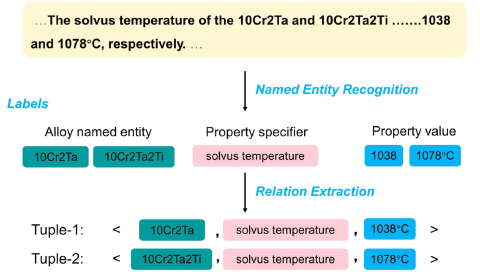 ...The solvus temperature of the 10Cr2Ta and 10Cr2Ta2Ti .......1038
and 1078°C, respectively. ...
Named Entity Recognition
Labels
Alloy named entity Property specifier Property value
10Cr2Ta 10Cr2Ta2Ti solvus temperature 1038 1078°C
Relation Extraction
Tuple-1: < 10Cr2Ta , solvus temperature , 1038°C >
Tuple-2: < 10Cr2Ta2Ti , solvus temperature , 1078°C >